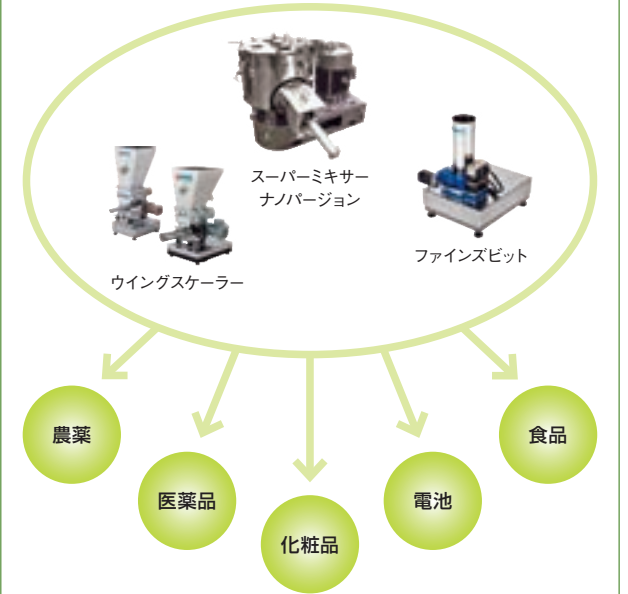 スーパーミキサー
ナノバージョン
ウイングスケーラー
ファインズビット
農薬
医薬品
化粧品
電池
食品